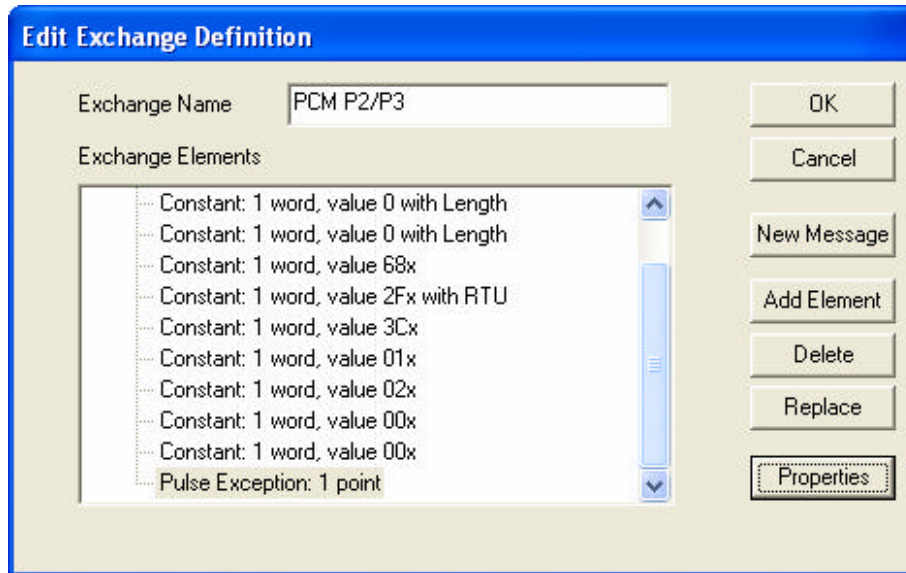 Edit Exchange Definition
Exchange Name PCM P2/P3
OK
Exchange Elements
Cancel
Constant: 1 word, value 0 with Length
Constant: 1 word, value 0 with Length
Constant: 1 word, value 68x
Constant: 1 word, value 2Fx with RTU
Constant: 1 word, value 3Cx
Constant: 1 word, value 01x
Constant: 1 word, value 02x
Constant: 1 word, value 00x
Constant: 1 word, value 00x
Pulse Exception: 1 point
New Message
Add Element
Delete
Replace
Properties